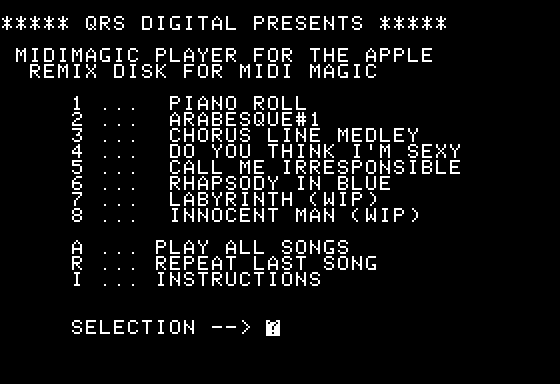 ***** QRS DIGITAL PRESENTS *****
MIDIMAGIC PLAYER FOR THE APPLE
REMIX DISK FOR MIDI MAGIC
1 ... PIANO ROLL
2 ... ARABESQUE#1
3 ... CHORUS LINE MEDLEY
4 ... DO YOU THINK I'M SEXY
5 ... CALL ME IRRESPONSIBLE
6 ... RHAPSODY IN BLUE
7 ... LABYRINTH (WIP)
8 ... INNOCENT MAN (WIP)
A ... PLAY ALL SONGS
R ... REPEAT LAST SONG
I ... INSTRUCTIONS
SELECTION --> ?